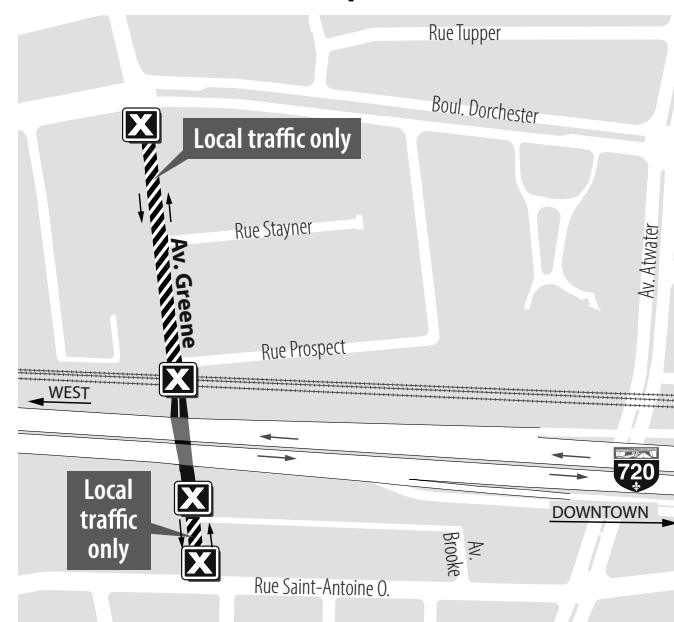 Rue Tupper
Boul. Dorchester
X
Local traffic only
Rue Stayner
Av. Atwater
Av. Greene
Rue Prospect
X
WEST
720
X
Local
traffic
only
DOWNTOWN
Av.
Brooke
X
Rue Saint-Antoine O.